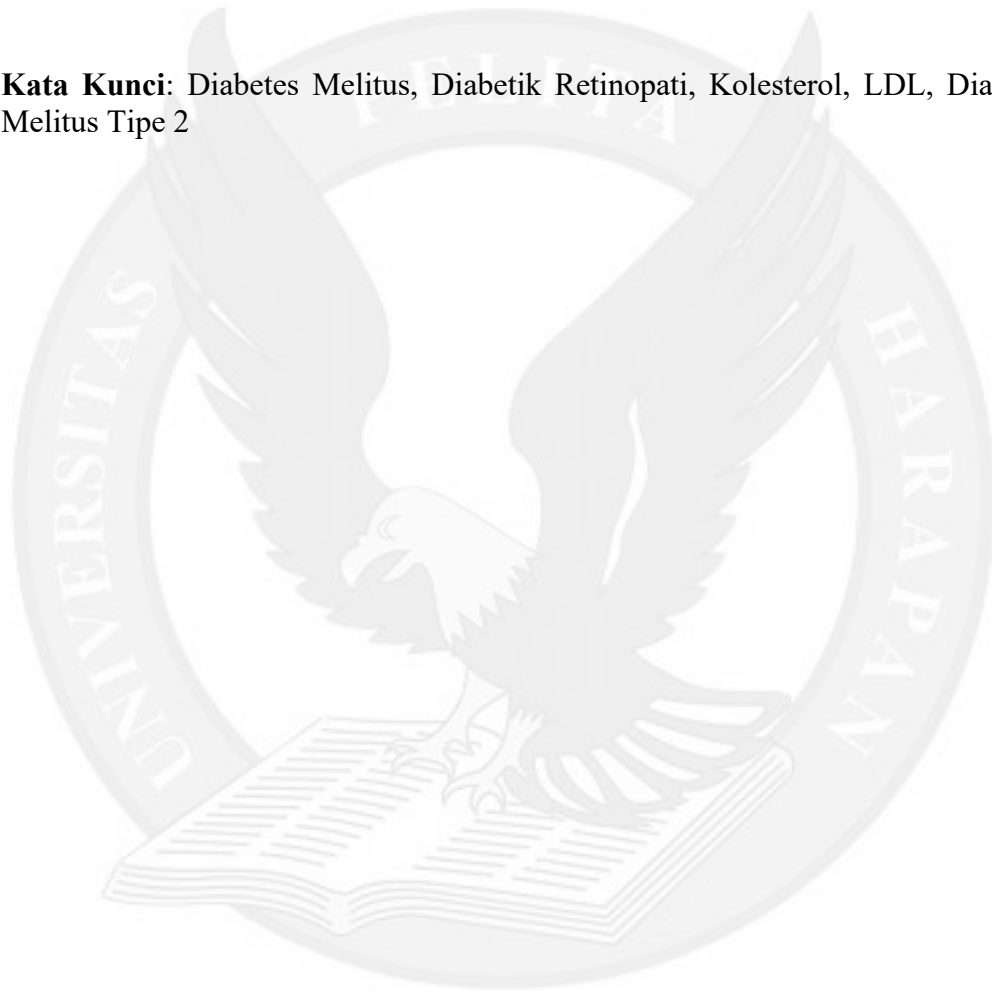 Kata Kunci: Diabetes Melitus, Diabetik Retinopati, Kolesterol, LDL, Dia
Melitus Tipe 2
UNIVERSITAS PELITA HARAPAN